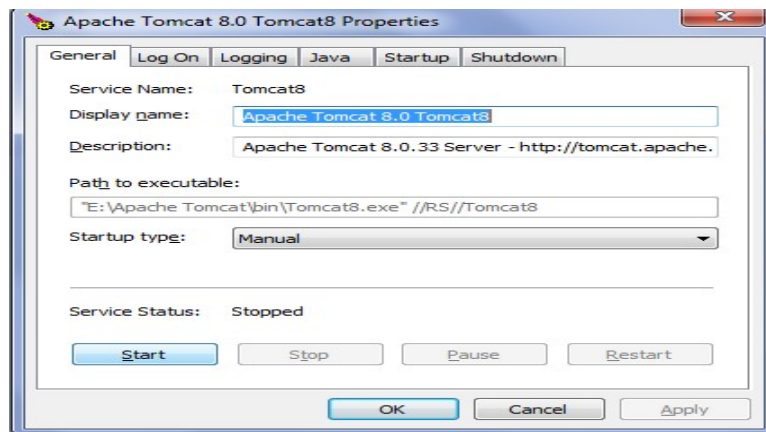 Apache Tomcat 8.0 Tomcat8 Properties
General Log On Logging Java Startup Shutdown
Service Name: Tomcat8
Display name: Apache Tomcat 8.0 Tomcat8
Description: Apache Tomcat 8.0.33 Server - http://tomcat.apache.
Path to executable:
"E:\Apache Tomcat\bin\Tomcat8.exe" //RS//Tomcat8
Startup type: Manual
Service Status: Stopped
Start Stop Pause Restart
OK Cancel Apply